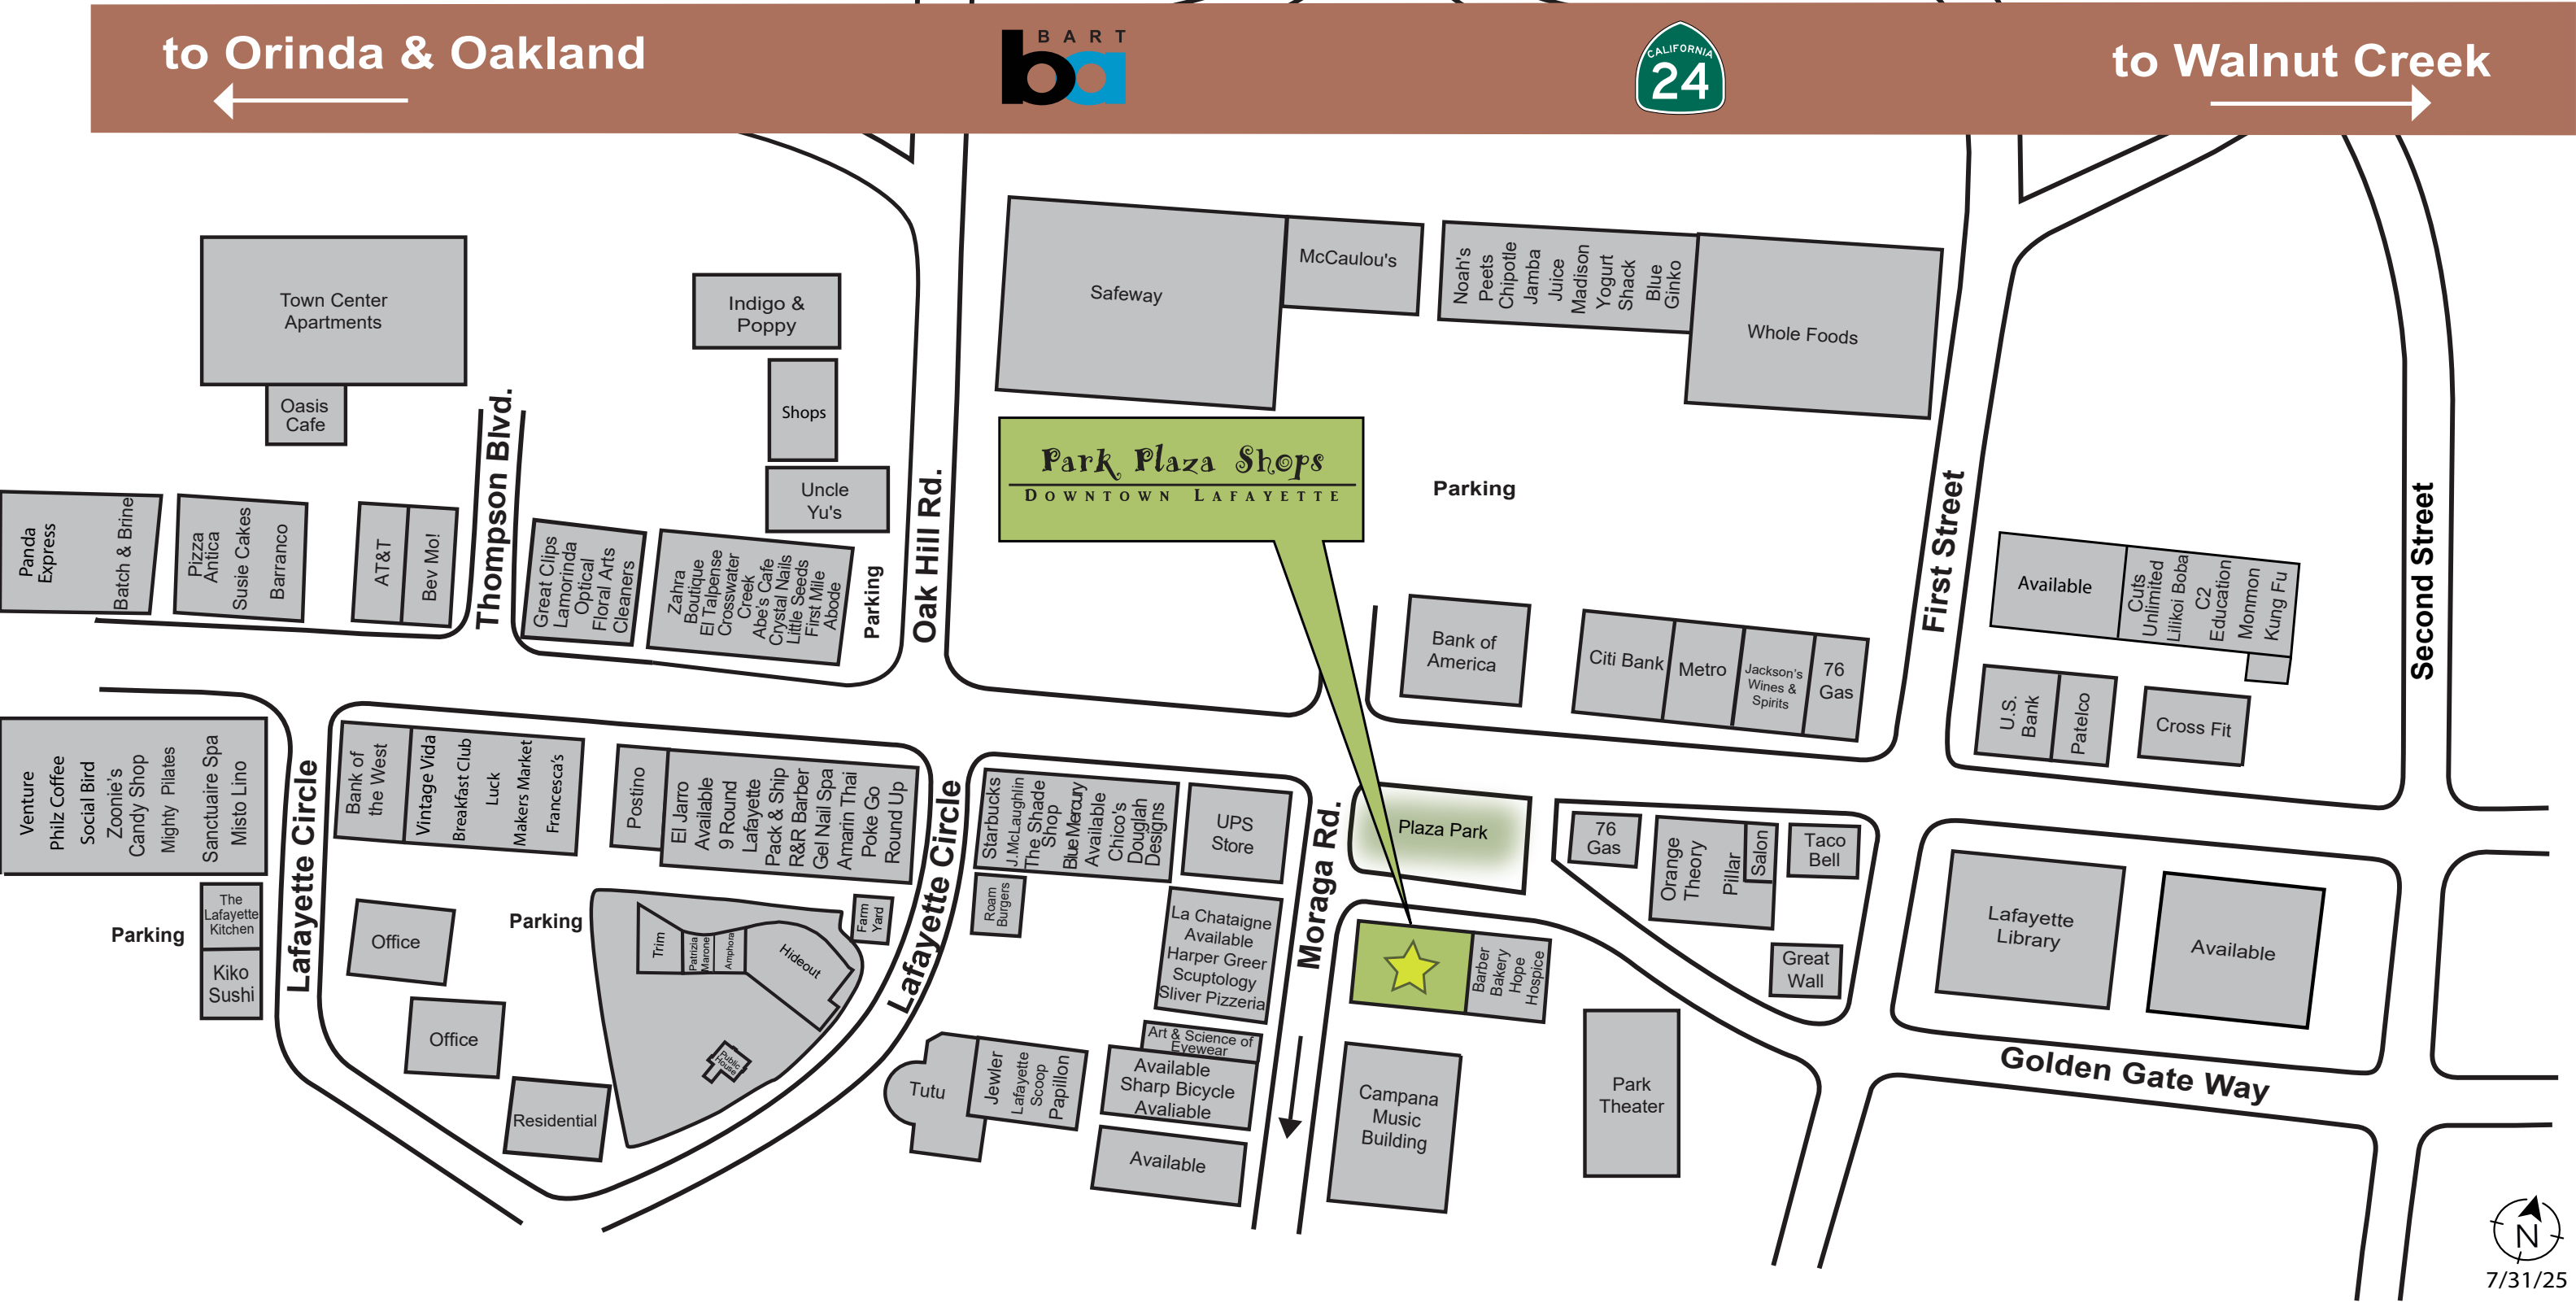 to Orinda & Oakland
BART
ba
CALIFORNIA
24
to Walnut Creek
Town Center
Apartments
Oasis
Cafe
Indigo &
Poppy
Shops
Uncle
Yu's
Safeway
McCaulou's
Noah's
Peets
Chipotle
Jamba
Juice
Madison
Yogurt
Shack
Blue
Ginko
Whole Foods
Park Plaza Shops
Downtown Lafayette
Parking
Thompson Blvd.
Oak Hill Rd.
First Street
Second Street
Panda
Express
Batch & Brine
Pizza
Antica
Susie Cakes
Barranco
AT&T
Bev Mo!
Great Clips
Lamorinda
Optical
Floral Arts
Cleaners
Zahra
Boutique
El Talpense
Crosswater
Creek
Abe's Cafe
Crystal Nails
Little Seeds
First Mile
Abode
Parking
Bank of
America
Citi Bank
Metro
Jackson's
Wines &
Spirits
76
Gas
Available
Cuts
Unlimited
Lilikoi Boba
C2
Education
Monmon
Kung Fu
U.S.
Bank
Patelco
Cross Fit
Venture
Philz Coffee
Social Bird
Zoonie's
Candy Shop
Mighty Pilates
Sanctuaire Spa
Misto Lino
Lafayette Circle
Bank of
the West
Vintage Vida
Breakfast Club
Luck
Makers Market
Francesca's
Postino
El Jarro
Available
9 Round
Lafayette
Pack & Ship
R&R Barber
Gel Nail Spa
Amarin Thai
Poke Go
Round Up
Lafayette Circle
Starbucks
J.McLaughlin
The Shade
Shop
Blue Mercury
Available
Chico's
Douglah
Designs
UPS
Store
Moraga Rd.
Plaza Park
76
Gas
Orange
Theory
Pillar
Salon
Taco
Bell
Great
Wall
Lafayette
Library
Available
The
Lafayette
Kitchen
Kiko
Sushi
Parking
Office
Office
Residential
Parking
Trim
Patrizia
Marone
Amphora
Hideout
Public
House
Farm
Yard
Roam
Burgers
La Chataigne
Available
Harper Greer
Scuptology
Sliver Pizzeria
Art & Science of
Eyewear
Available
Sharp Bicycle
Avaliable
Available
Tutu
Jewler
Lafayette
Scoop
Papillon
Barber
Bakery
Hope
Hospice
Campana
Music
Building
Park
Theater
Golden Gate Way
N
7/31/25